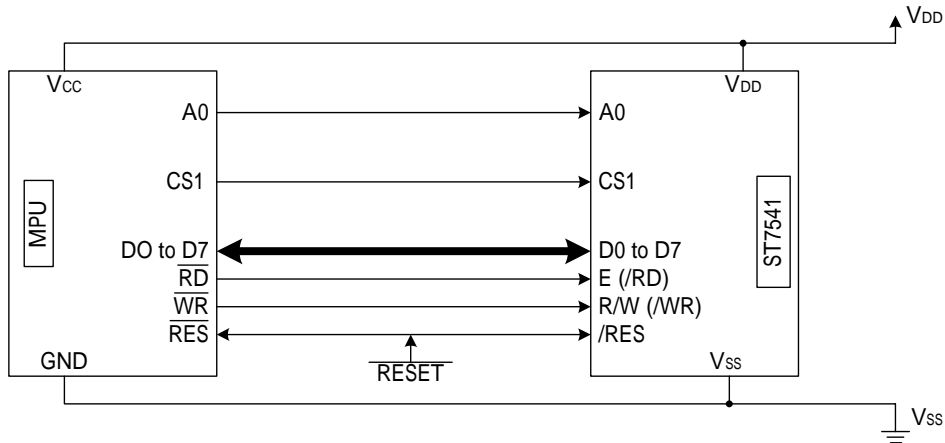 VDD
VCC
VDD
A0
A0
CS1
CS1
MPU
ST7541
DO to D7
D0 to D7
RD
E (/RD)
WR
R/W (/WR)
RES
/RES
GND
RESET
VSS
VSS